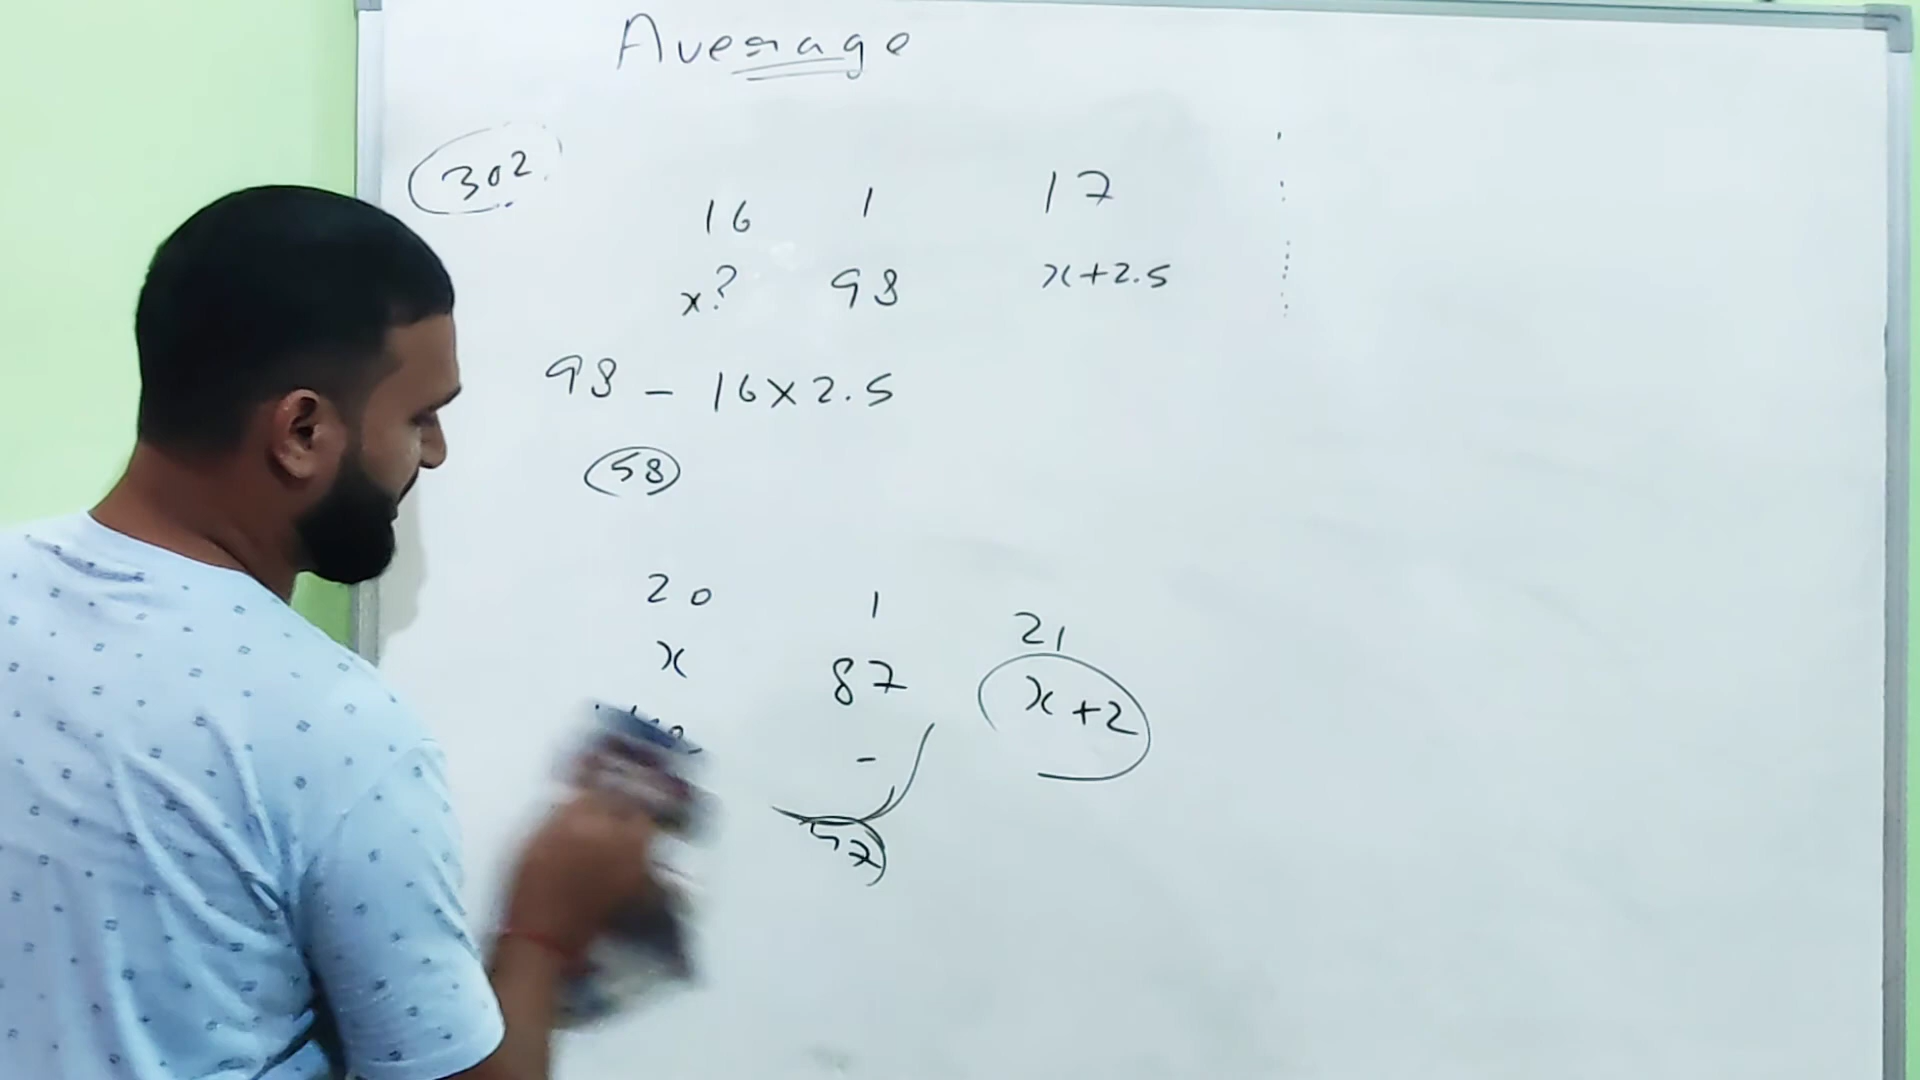 Average
302
16 1 17
x? 98 x+2.5
98 - 16×2.5
58
20 1 21
x 87 x+2
-